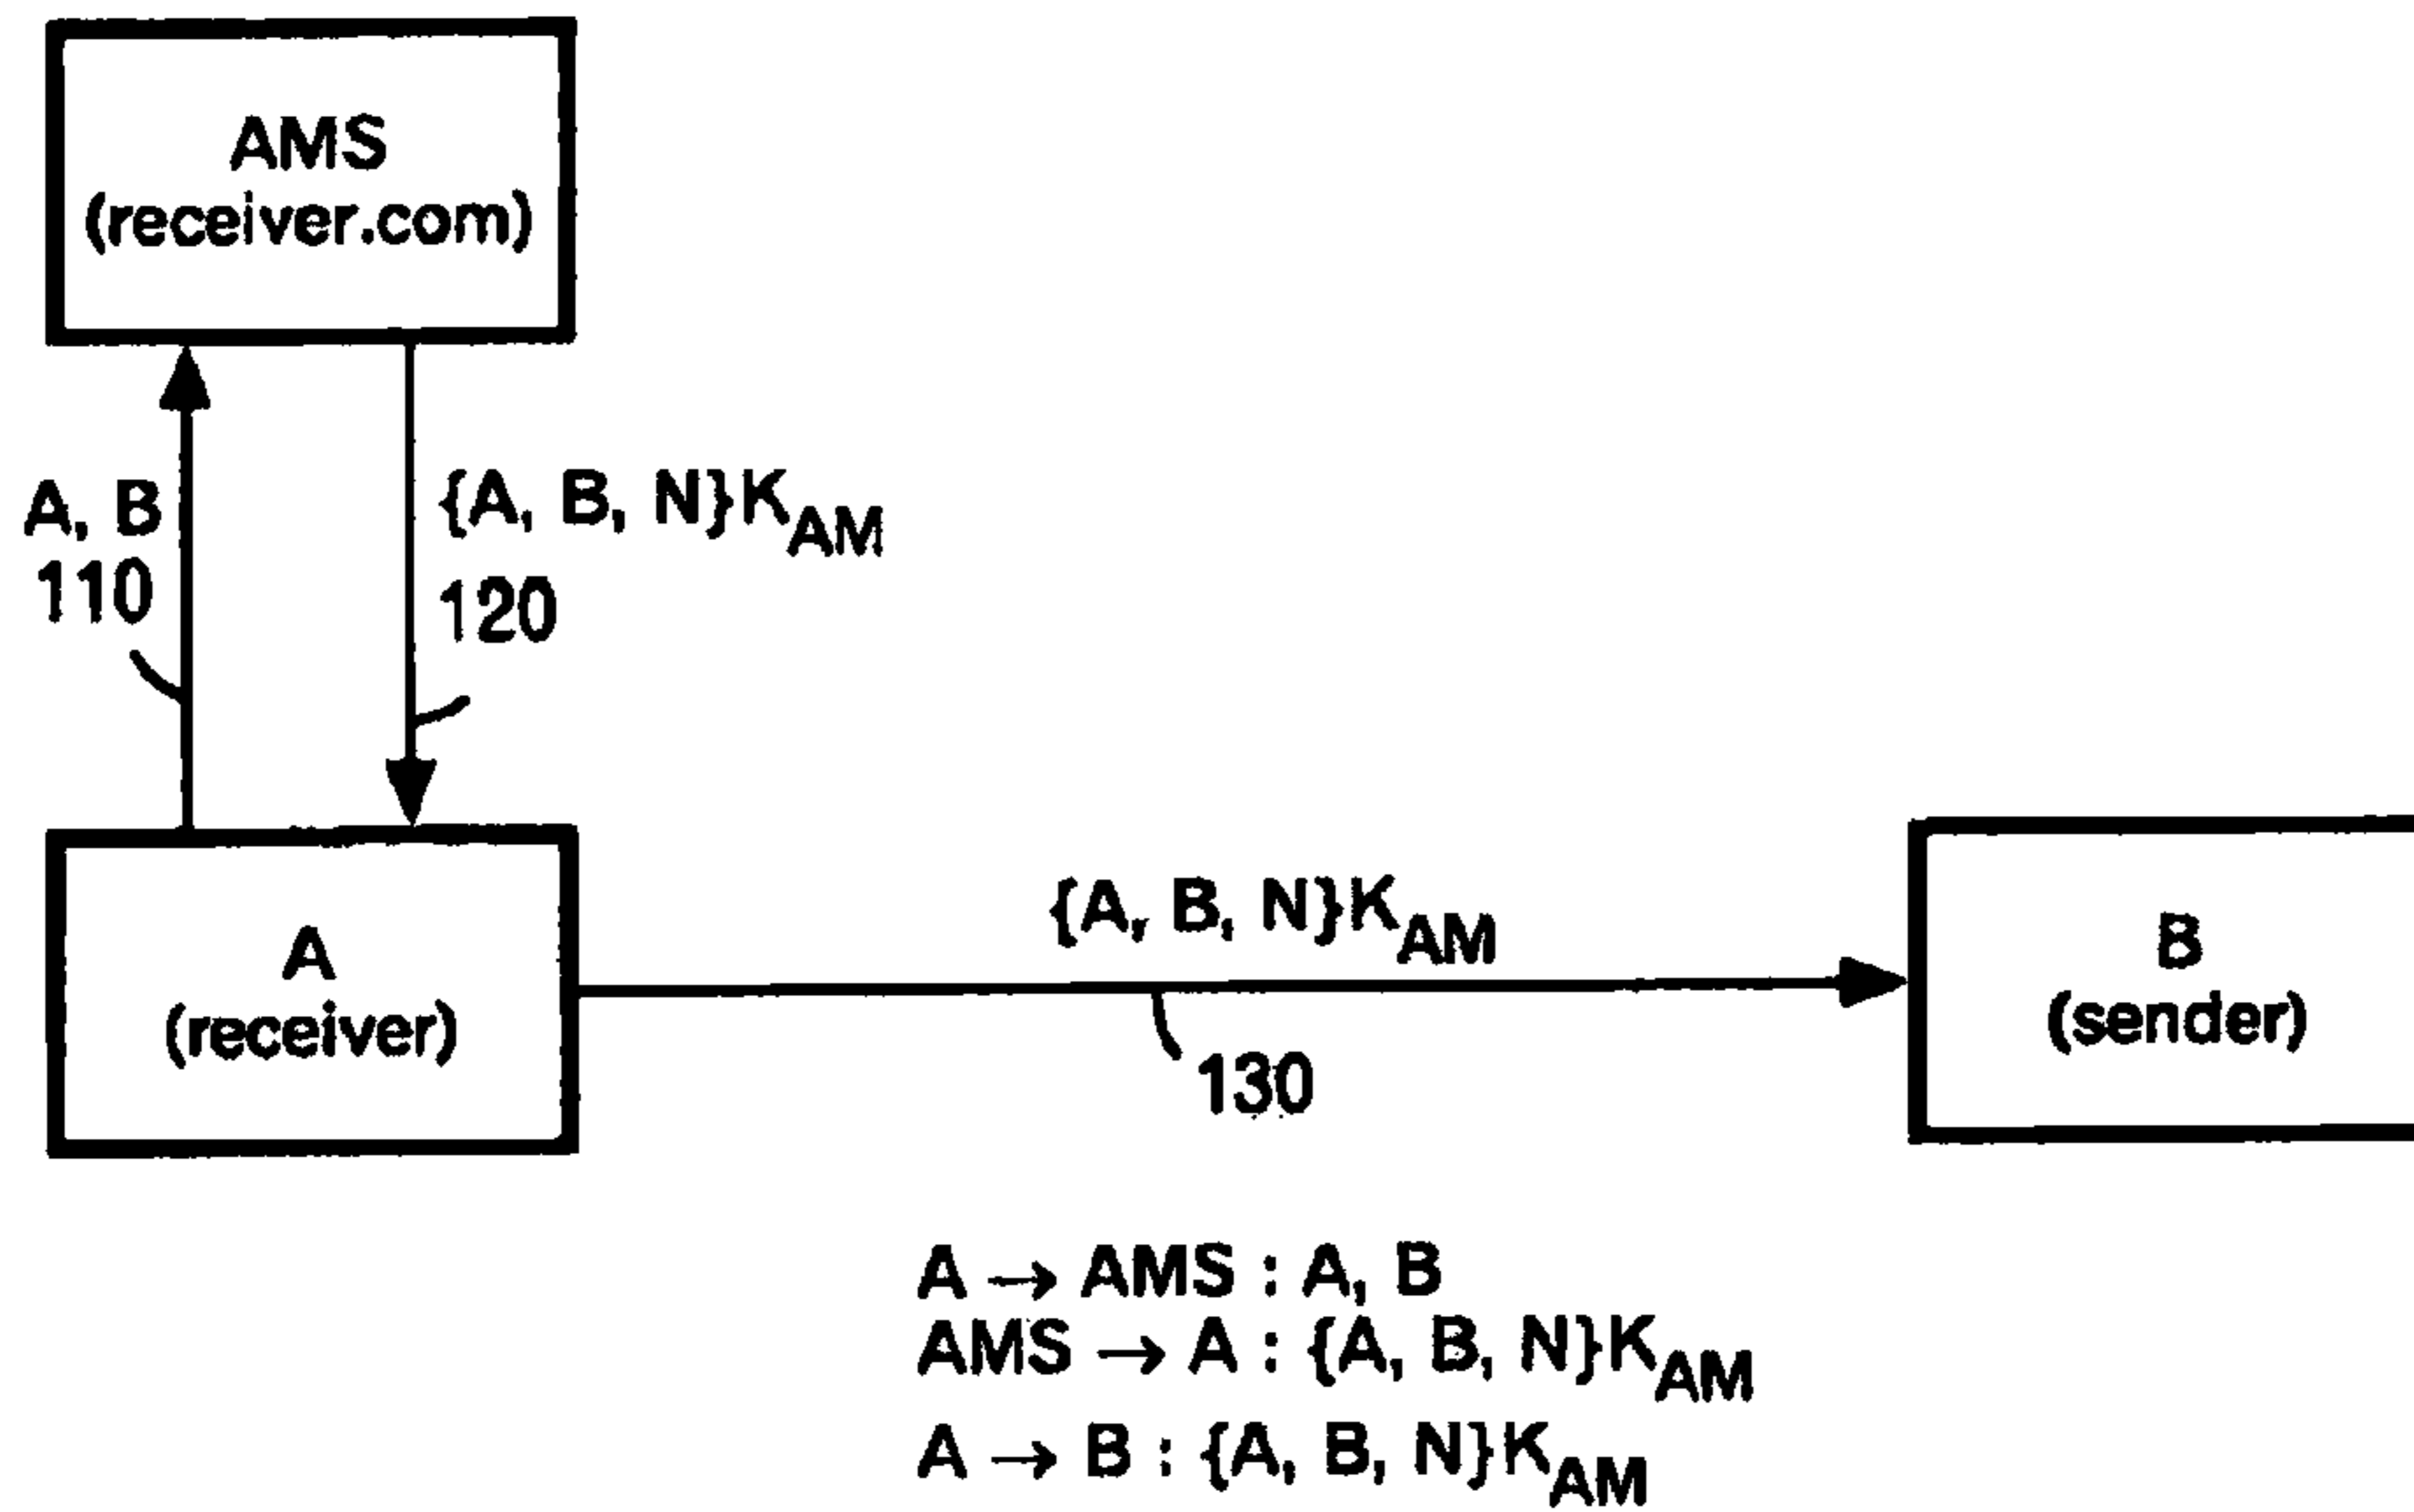 AMS
(receiver.com)
A, B
110
{A, B, N}K_AM
120
A
(receiver)
{A, B, N}K_AM
130
B
(sender)
A → AMS : A, B
AMS → A : {A, B, N}K_AM
A → B : {A, B, N}K_AM